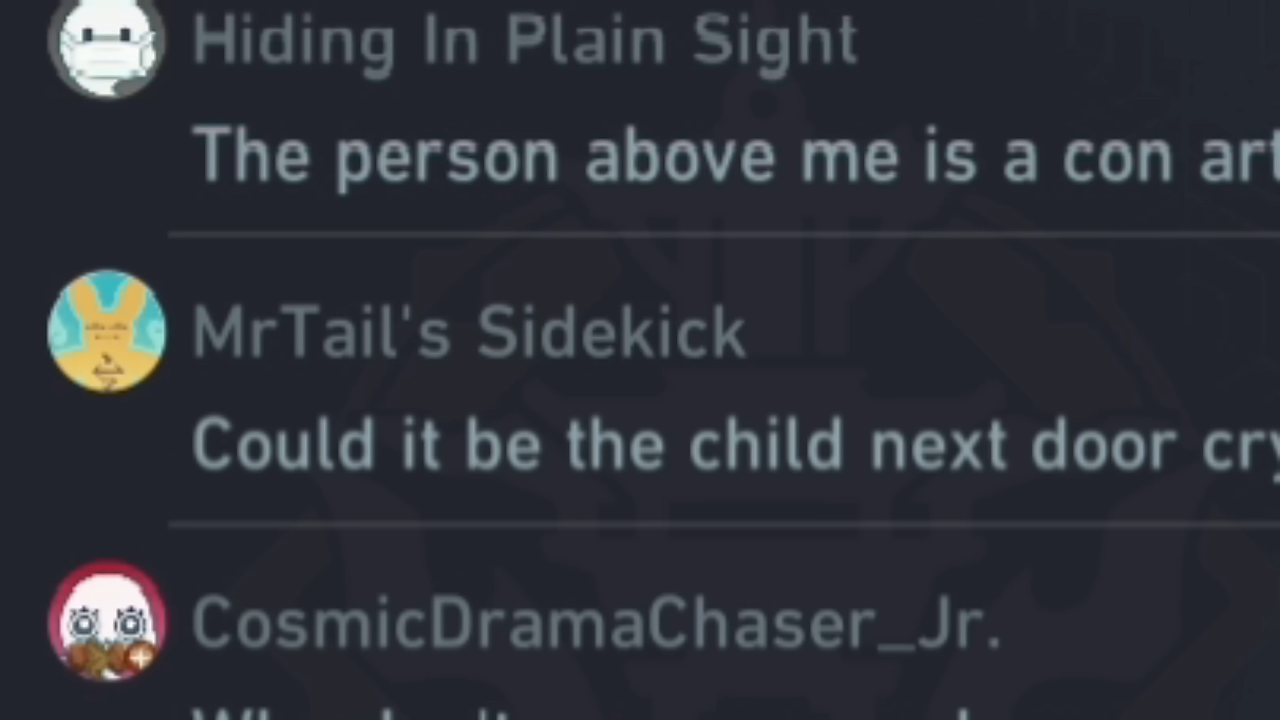 Hiding In Plain Sight
The person above me is a con
MrTail's Sidekick
Could it be the child next door
CosmicDramaChaser_Jr.